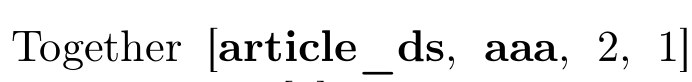 Together [article_ds, aaa, 2, 1]